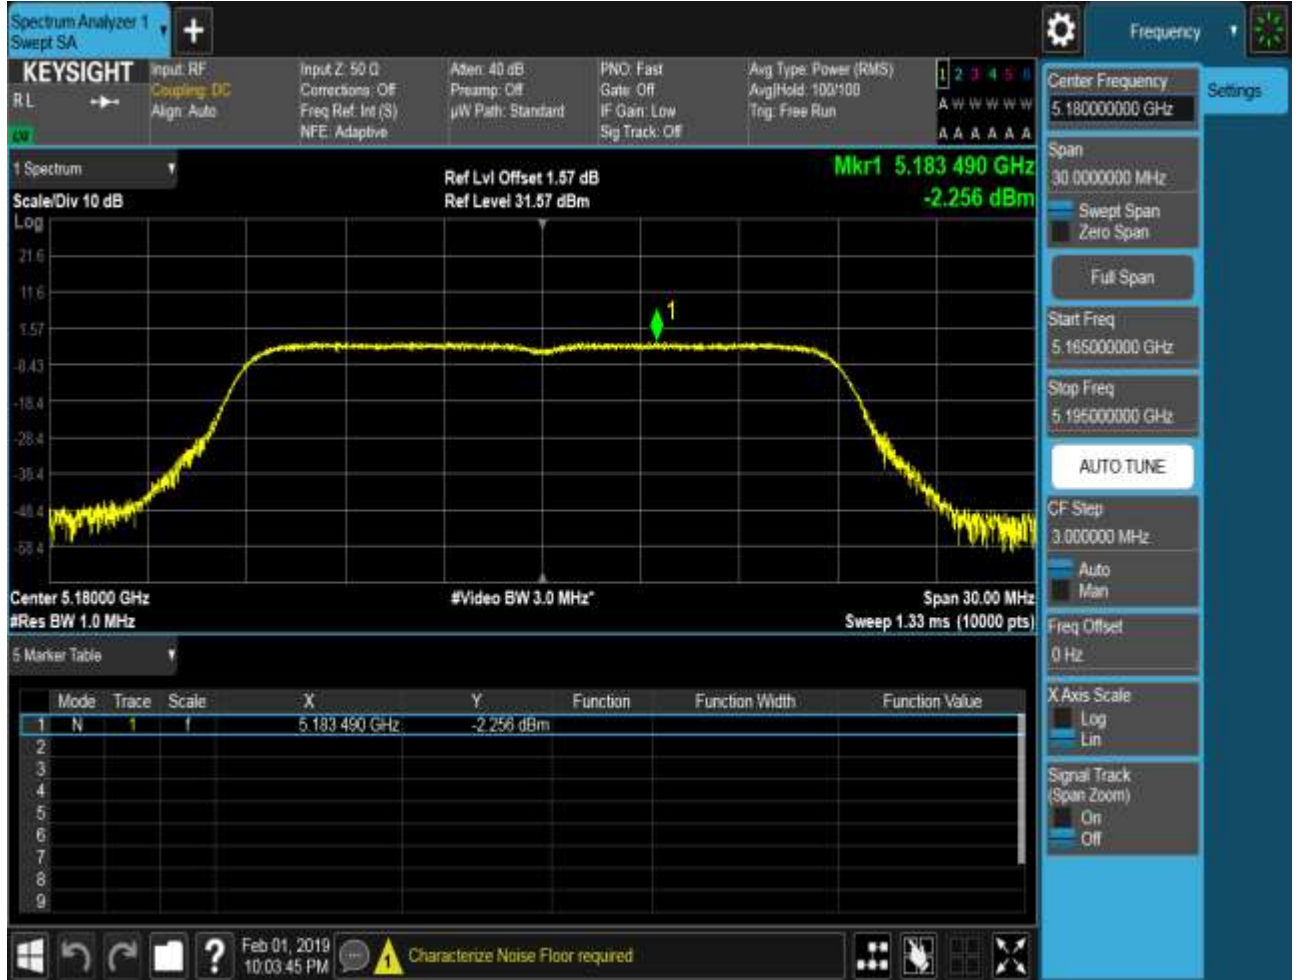 Spectrum Analyzer 1
Swept SA
Frequency
KEYSIGHT
R L
Input: RF
Coupling: DC
Align: Auto
Input Z: 50 Ω
Corrections: Off
Freq Ref: Int (S)
NFE: Adaptive
Atten: 40 dB
Preamp: Off
µW Path: Standard
PNO: Fast
Gate: Off
IF Gain: Low
Sig Track: Off
Avg Type: Power (RMS)
Avg|Hold: 100/100
Trig: Free Run
1 2 3 4 5 6
A W W W W W
A A A A A A
1 Spectrum
Scale/Div 10 dB
Ref Lvl Offset 1.57 dB
Ref Level 31.57 dBm
Mkr1 5.183 490 GHz
-2.256 dBm
Log
21.6
11.6
1.57
-8.43
-18.4
-28.4
-38.4
-48.4
-58.4
1
Center 5.18000 GHz
#Res BW 1.0 MHz
#Video BW 3.0 MHz*
Span 30.00 MHz
Sweep 1.33 ms (10000 pts)
5 Marker Table
Mode Trace Scale X Y Function Function Width Function Value
1 N 1 f 5.183 490 GHz -2.256 dBm
2
3
4
5
6
7
8
9
Feb 01, 2019
10:03:45 PM
?
1
Characterize Noise Floor required
Center Frequency
5.180000000 GHz
Settings
Span
30.0000000 MHz
Swept Span
Zero Span
Full Span
Start Freq
5.165000000 GHz
Stop Freq
5.195000000 GHz
AUTO TUNE
CF Step
3.000000 MHz
Auto
Man
Freq Offset
0 Hz
X Axis Scale
Log
Lin
Signal Track
(Span Zoom)
On
Off